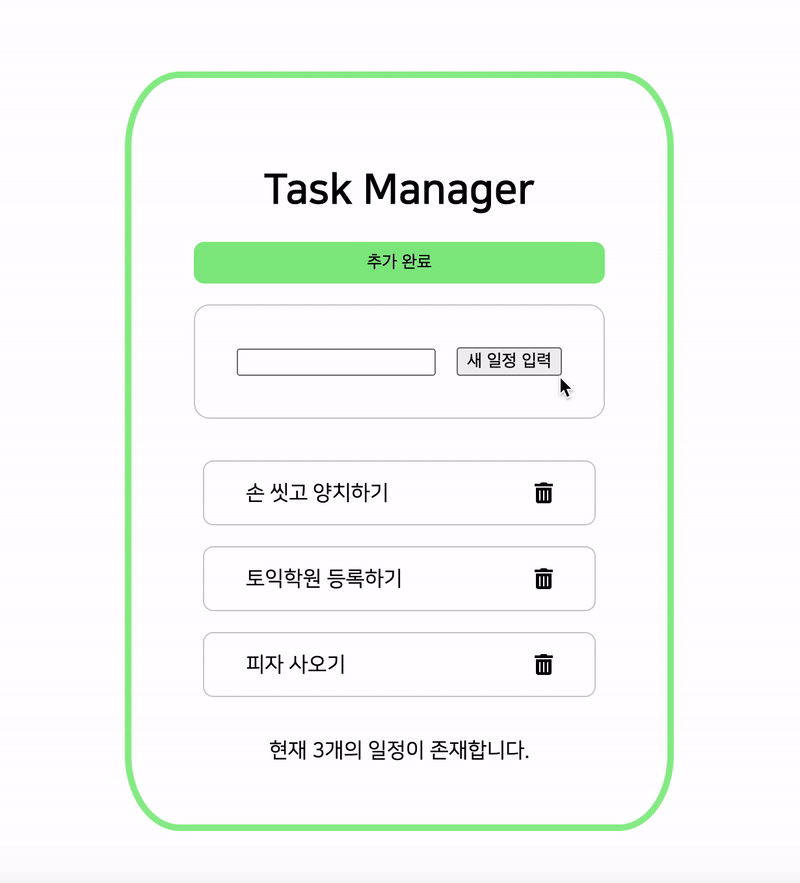 Task Manager
추가 완료
새 일정 입력
손 씻고 양치하기
토익학원 등록하기
피자 사오기
현재 3개의 일정이 존재합니다.